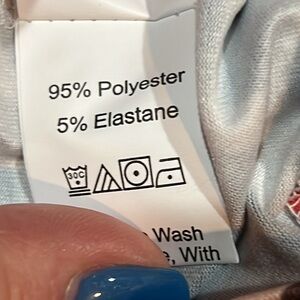 95% Polyester
5% Elastane
30C
Wash
, With